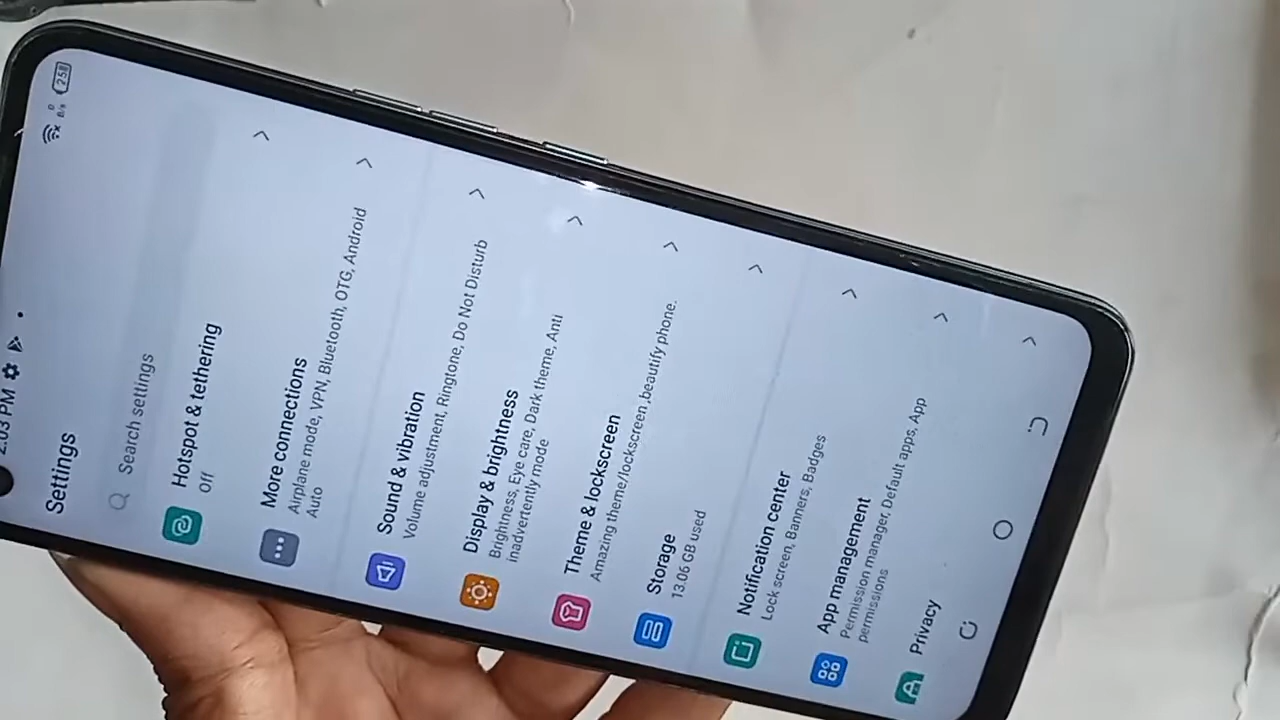 2:03 PM
0
B/s
258
Settings
Search settings
Hotspot & tethering
Off
More connections
Airplane mode, VPN, Bluetooth, OTG, Android
Auto
Sound & vibration
Volume adjustment, Ringtone, Do Not Disturb
Display & brightness
Brightness, Eye care, Dark theme, Anti
inadvertently mode
Theme & lockscreen
Amazing theme/lockscreen,beautify phone.
Storage
13.06 GB used
Notification center
Lock screen, Banners, Badges
App management
Permission manager, Default apps, App
permissions
Privacy